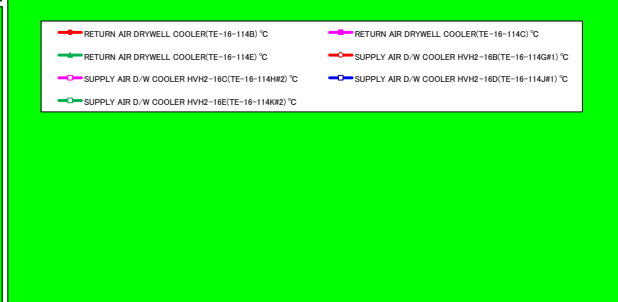 RETURN AIR DRYWELL COOLER(TE-16-114B) ℃
RETURN AIR DRYWELL COOLER(TE-16-114C) ℃
RETURN AIR DRYWELL COOLER(TE-16-114E) ℃
SUPPLY AIR D/W COOLER HVH2-16B(TE-16-114G#1) ℃
SUPPLY AIR D/W COOLER HVH2-16C(TE-16-114H#2) ℃
SUPPLY AIR D/W COOLER HVH2-16D(TE-16-114J#1) ℃
SUPPLY AIR D/W COOLER HVH2-16E(TE-16-114K#2) ℃